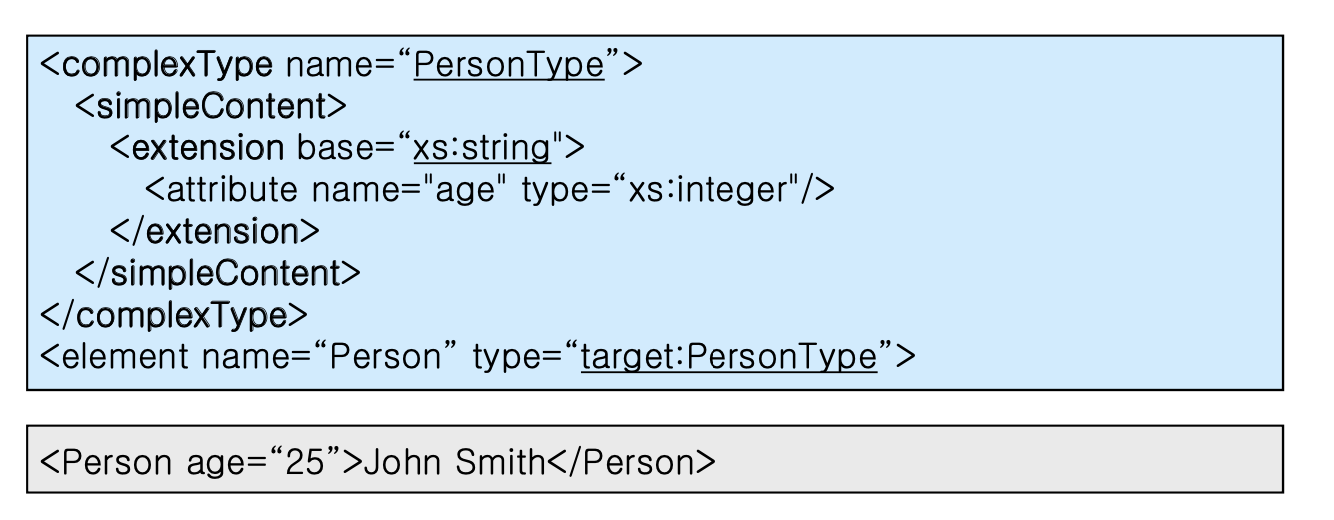 <complexType name=“PersonType”>
<simpleContent>
<extension base=“xs:string">
<attribute name="age" type=“xs:integer"/>
</extension>
</simpleContent>
</complexType>
<element name=“Person” type=“target:PersonType”>
<Person age=“25”>John Smith</Person>